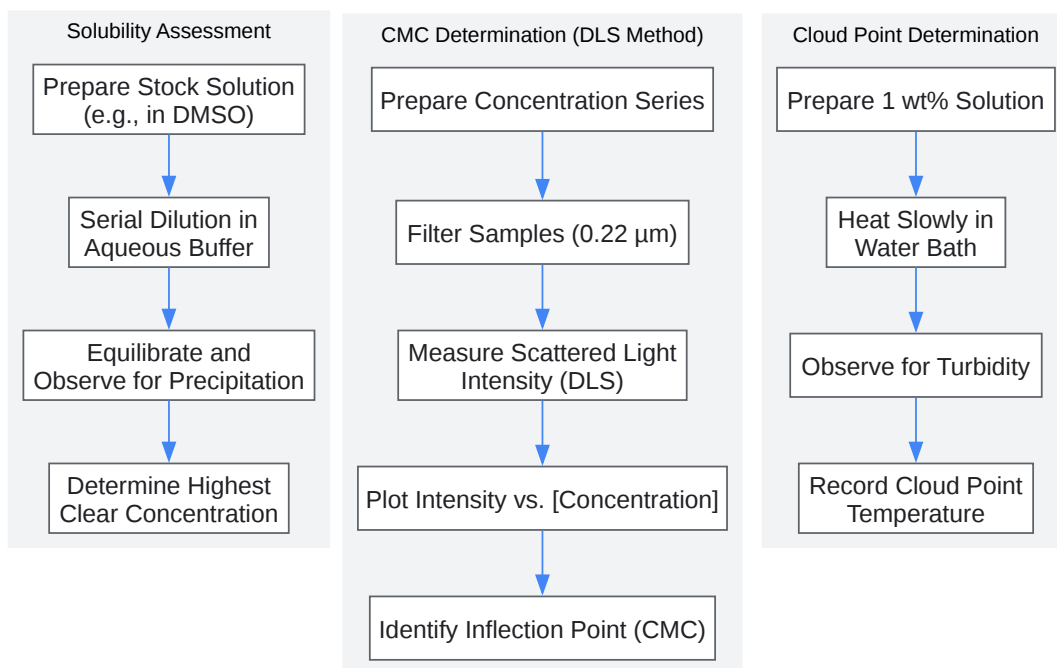 Solubility Assessment
Prepare Stock Solution
(e.g., in DMSO)
Serial Dilution in
Aqueous Buffer
Equilibrate and
Observe for Precipitation
Determine Highest
Clear Concentration
CMC Determination (DLS Method)
Prepare Concentration Series
Filter Samples (0.22 µm)
Measure Scattered Light
Intensity (DLS)
Plot Intensity vs. [Concentration]
Identify Inflection Point (CMC)
Cloud Point Determination
Prepare 1 wt% Solution
Heat Slowly in
Water Bath
Observe for Turbidity
Record Cloud Point
Temperature